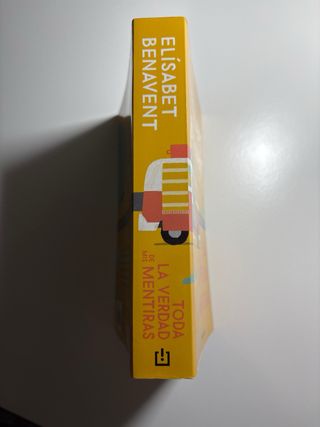 ELÍSABET
BENAVENT
TODA
LA VERDAD
DE MIS
MENTIRAS